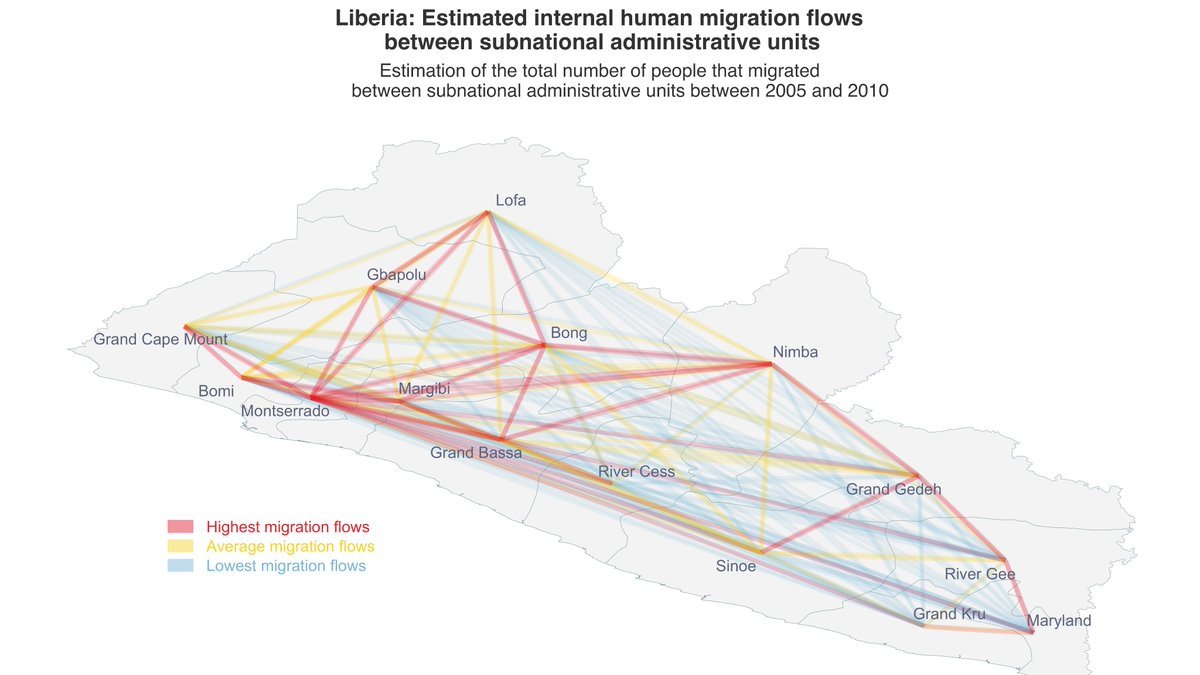 Liberia: Estimated internal human migration flows
between subnational administrative units
Estimation of the total number of people that migrated
between subnational administrative units between 2005 and 2010
Lofa
Gbapolu
Bong
Grand Cape Mount
Nimba
Bomi
Margibi
Montserrado
Grand Bassa
River Cess
Grand Gedeh
Highest migration flows
Average migration flows
Lowest migration flows
Sinoe
River Gee
Grand Kru
Maryland